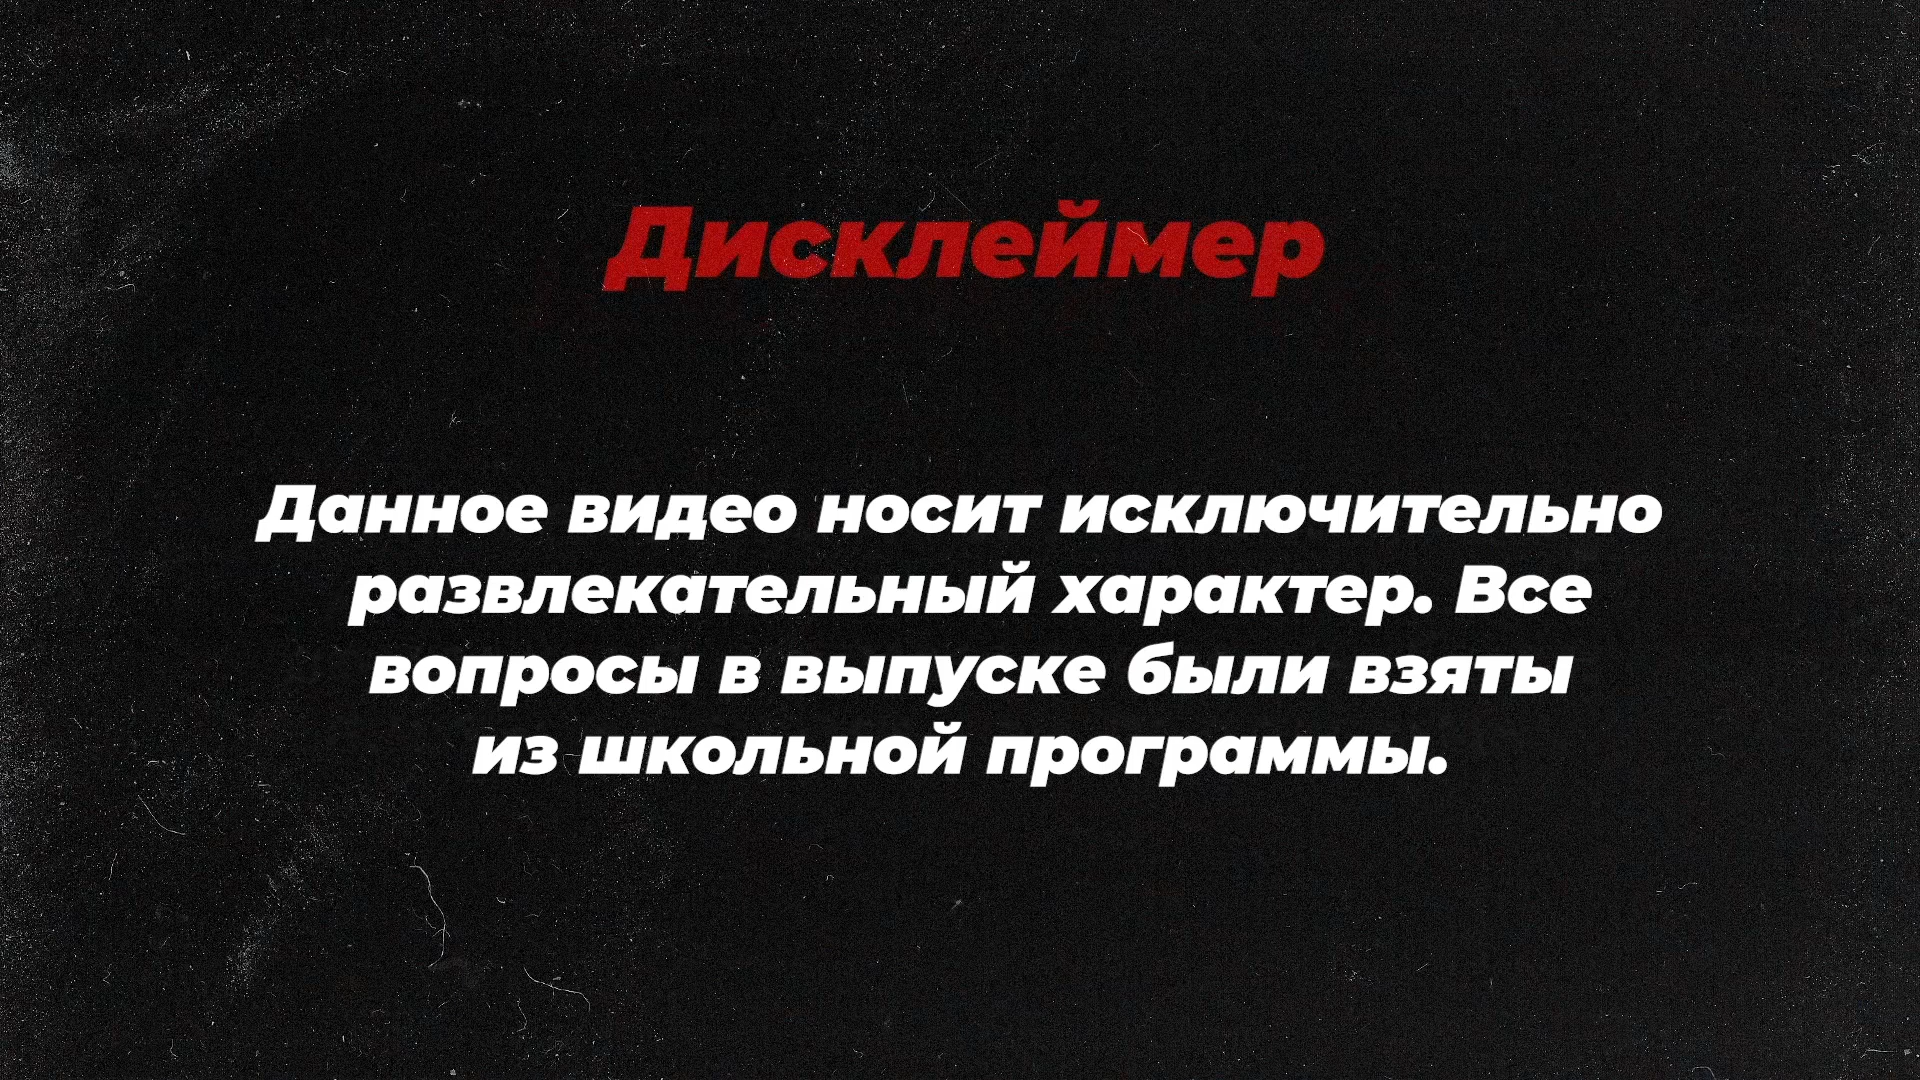 Дисклеймер
Данное видео носит исключительно
развлекательный характер. Все
вопросы в выпуске были взяты
из школьной программы.